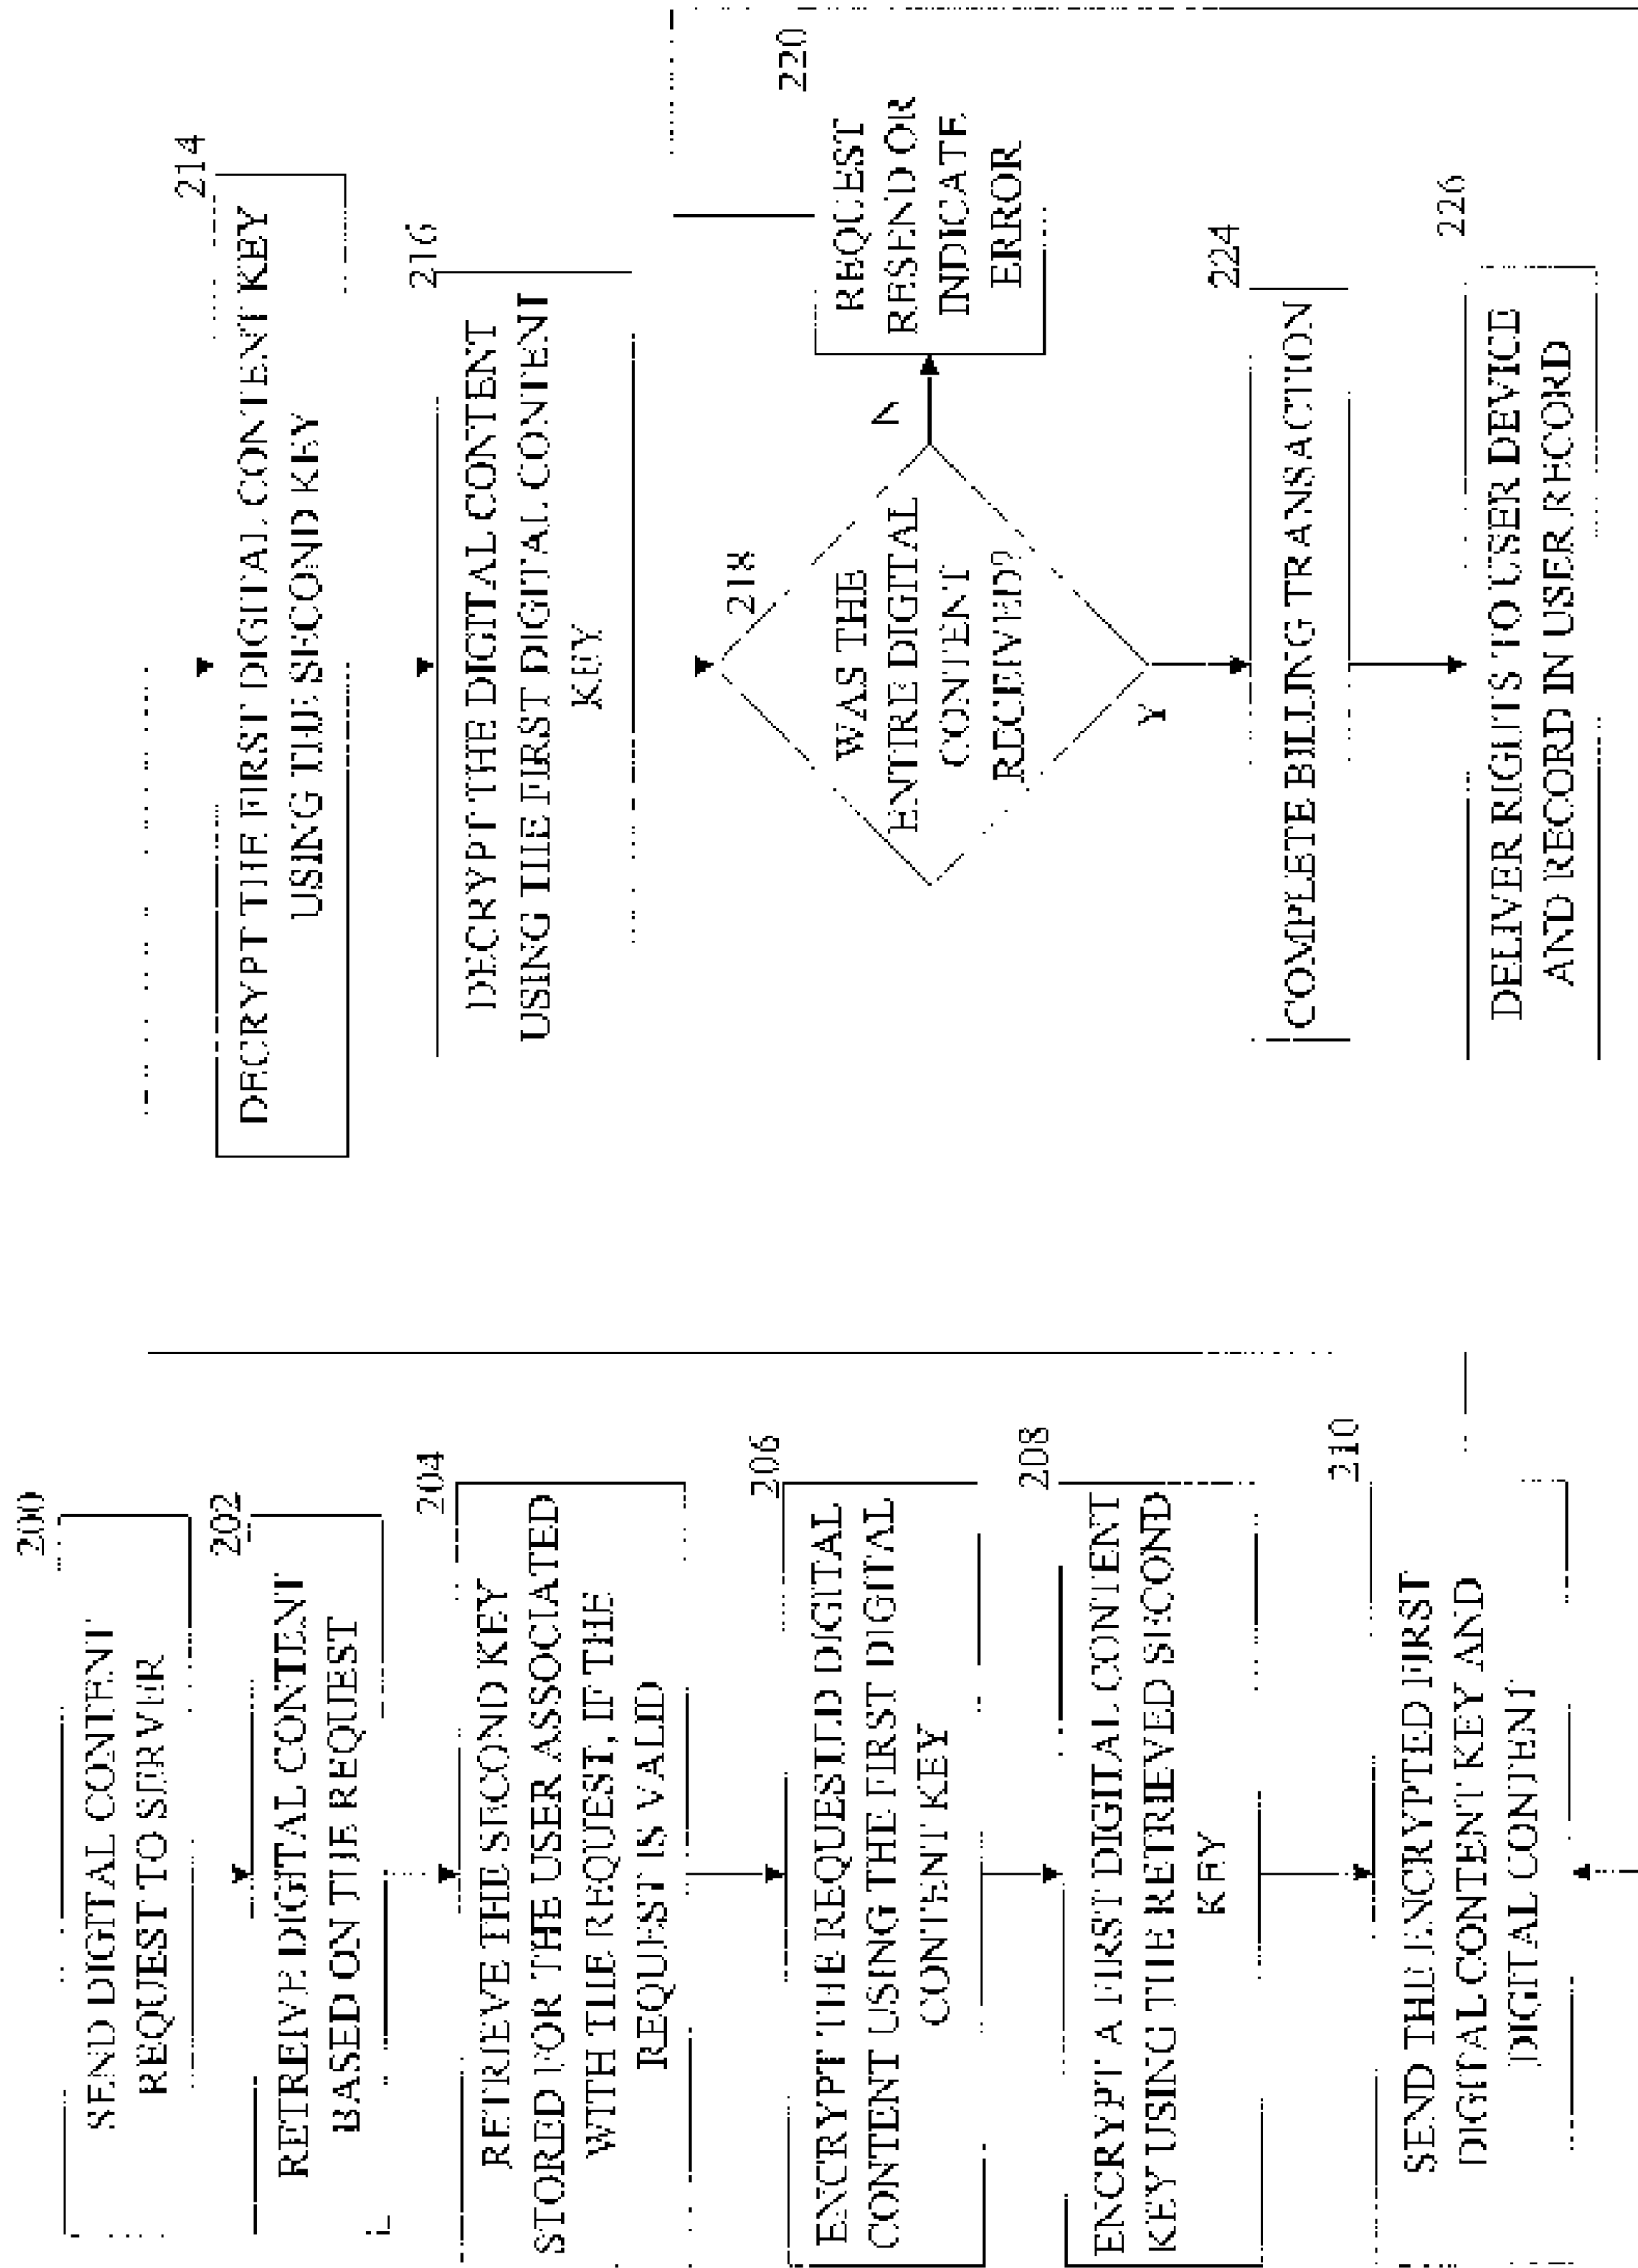 200
SEND DIGITAL CONTENT
REQUEST TO SERVER
202
RETREIVE DIGITAL CONTENT
BASED ON THE REQUEST
204
RETRIEVE THE SECOND KEY
STORED FOR THE USER ASSOCIATED
WITH THE REQUEST, IF THE
REQUEST IS VALID
206
ENCRYPT THE REQUESTED DIGITAL
CONTENT USING THE FIRST DIGITAL
CONTENT KEY
208
ENCRYPT A FIRST DIGITAL CONTENT
KEY USING THE RETRIEVED SECOND
KEY
210
SEND THE ENCRYPTED FIRST
DIGITAL CONTENT KEY AND
DIGITAL CONTENT
214
DECRYPT THE FIRST DIGITAL CONTENT KEY
USING THE SECOND KEY
216
DECRYPT THE DIGITAL CONTENT
USING THE FIRST DIGITAL CONTENT
KEY
218
WAS THE
ENTIRE DIGITAL
CONTENT
RECEIVED?
N
220
REQUEST
RESEND OR
INDICATE
ERROR
Y
224
COMPLETE BILLING TRANSACTION
226
DELIVER RIGHTS TO USER DEVICE
AND RECORD IN USER RECORD